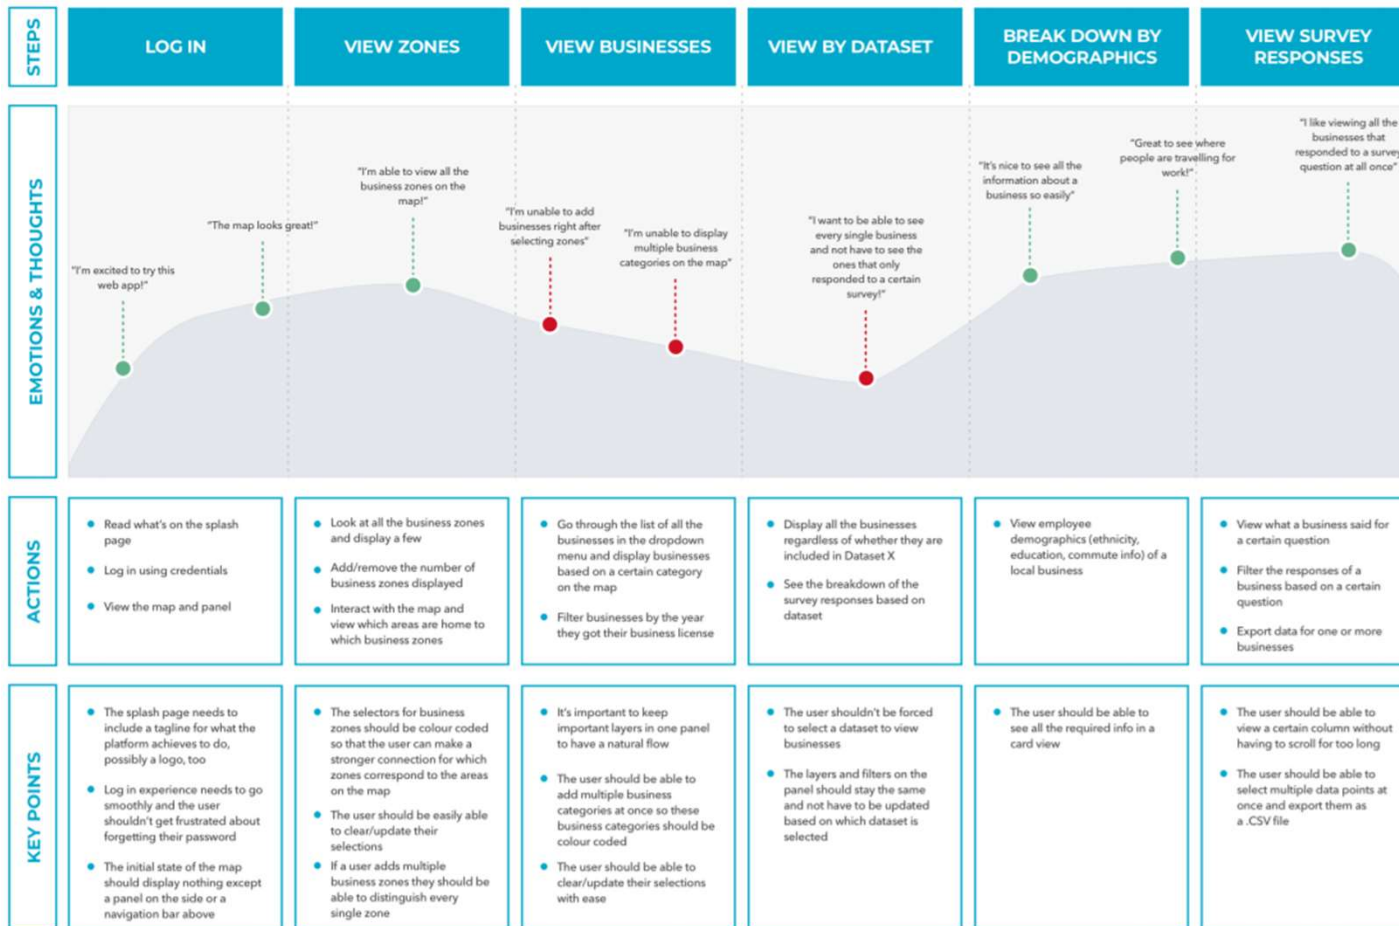 STEPS
LOG IN
VIEW ZONES
VIEW BUSINESSES
VIEW BY DATASET
BREAK DOWN BY
DEMOGRAPHICS
VIEW SURVEY
RESPONSES
EMOTIONS & THOUGHTS
"I'm excited to try this
web app!"
"The map looks great!"
"I'm able to view all the
business zones on the
map!"
"I'm unable to add
businesses right after
selecting zones"
"I'm unable to display
multiple business
categories on the map"
"I want to be able to see
every single business
and not have to see the
ones that only
responded to a certain
survey!"
"It's nice to see all the
information about a
business so easily"
"Great to see where
people are travelling for
work!"
"I like viewing all the
businesses that
responded to a survey
question at all once"
ACTIONS
Read what's on the splash
page
Log in using credentials
View the map and panel
Look at all the business zones
and display a few
Add/remove the number of
business zones displayed
Interact with the map and
view which areas are home to
which business zones
Go through the list of all the
businesses in the dropdown
menu and display businesses
based on a certain category
on the map
Filter businesses by the year
they got their business license
Display all the businesses
regardless of whether they are
included in Dataset X
See the breakdown of the
survey responses based on
dataset
View employee
demographics (ethnicity,
education, commute info) of a
local business
View what a business said for
a certain question
Filter the responses of a
business based on a certain
question
Export data for one or more
businesses
KEY POINTS
The splash page needs to
include a tagline for what the
platform achieves to do,
possibly a logo, too
Log in experience needs to go
smoothly and the user
shouldn't get frustrated about
forgetting their password
The initial state of the map
should display nothing except
a panel on the side or a
navigation bar above
The selectors for business
zones should be colour coded
so that the user can make a
stronger connection for which
zones correspond to the areas
on the map
The user should be easily able
to clear/update their
selections
If a user adds multiple
business zones they should be
able to distinguish every
single zone
It's important to keep
important layers in one panel
to have a natural flow
The user should be able to
add multiple business
categories at once so these
business categories should be
colour coded
The user should be able to
clear/update their selections
with ease
The user shouldn't be forced
to select a dataset to view
businesses
The layers and filters on the
panel should stay the same
and not have to be updated
based on which dataset is
selected
The user should be able to
see all the required info in a
card view
The user should be able to
view a certain column without
having to scroll for too long
The user should be able to
select multiple data points at
once and export them as
a .CSV file